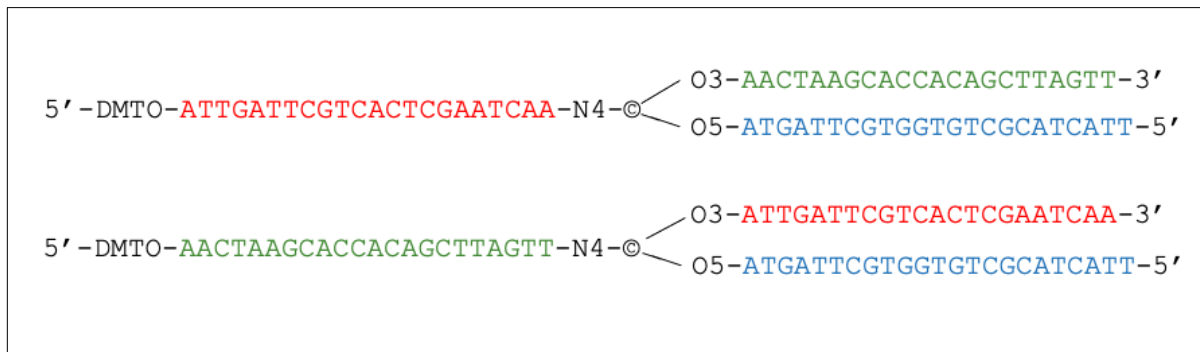 O3-AACTAAGCACCACAGCTTAGTT-3′
5′-DMTO-ATTGATTCGTCACTCGAATCAA-N4-©
O5-ATGATTCGTGGTGTCGCATCATT-5′
O3-ATTGATTCGTCACTCGAATCAA-3′
5′-DMTO-AACTAAGCACCACAGCTTAGTT-N4-©
O5-ATGATTCGTGGTGTCGCATCATT-5′